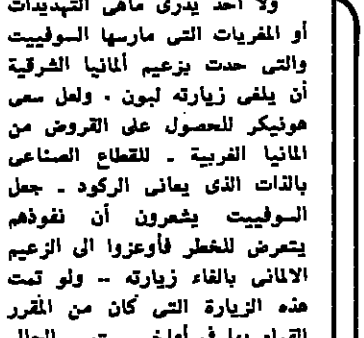 ولا أحد يدرى ماهى التهديدات
أو المغريات التى مارسها السوفييت
والتى حدت بزعيم ألمانيا الشرقية
أن يلغى زيارته لبون . ولعل سعى
هونيكر للحصول على القروض من
المانيا الغربية ـ للقطاع الصناعى
بالذات الذى يعانى الركود ـ جعل
السوفييت يشعرون أن نفوذهم
يتعرض للخطر فأوعزوا الى الزعيم
الالمانى بالغاء زيارته .. ولو تمت
هذه الزيارة التى كان من المقرر